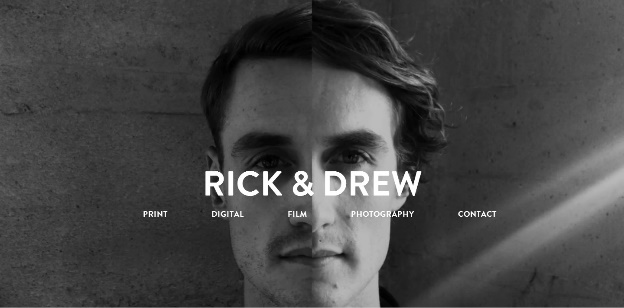 RICK & DREW
PRINT DIGITAL FILM PHOTOGRAPHY CONTACT